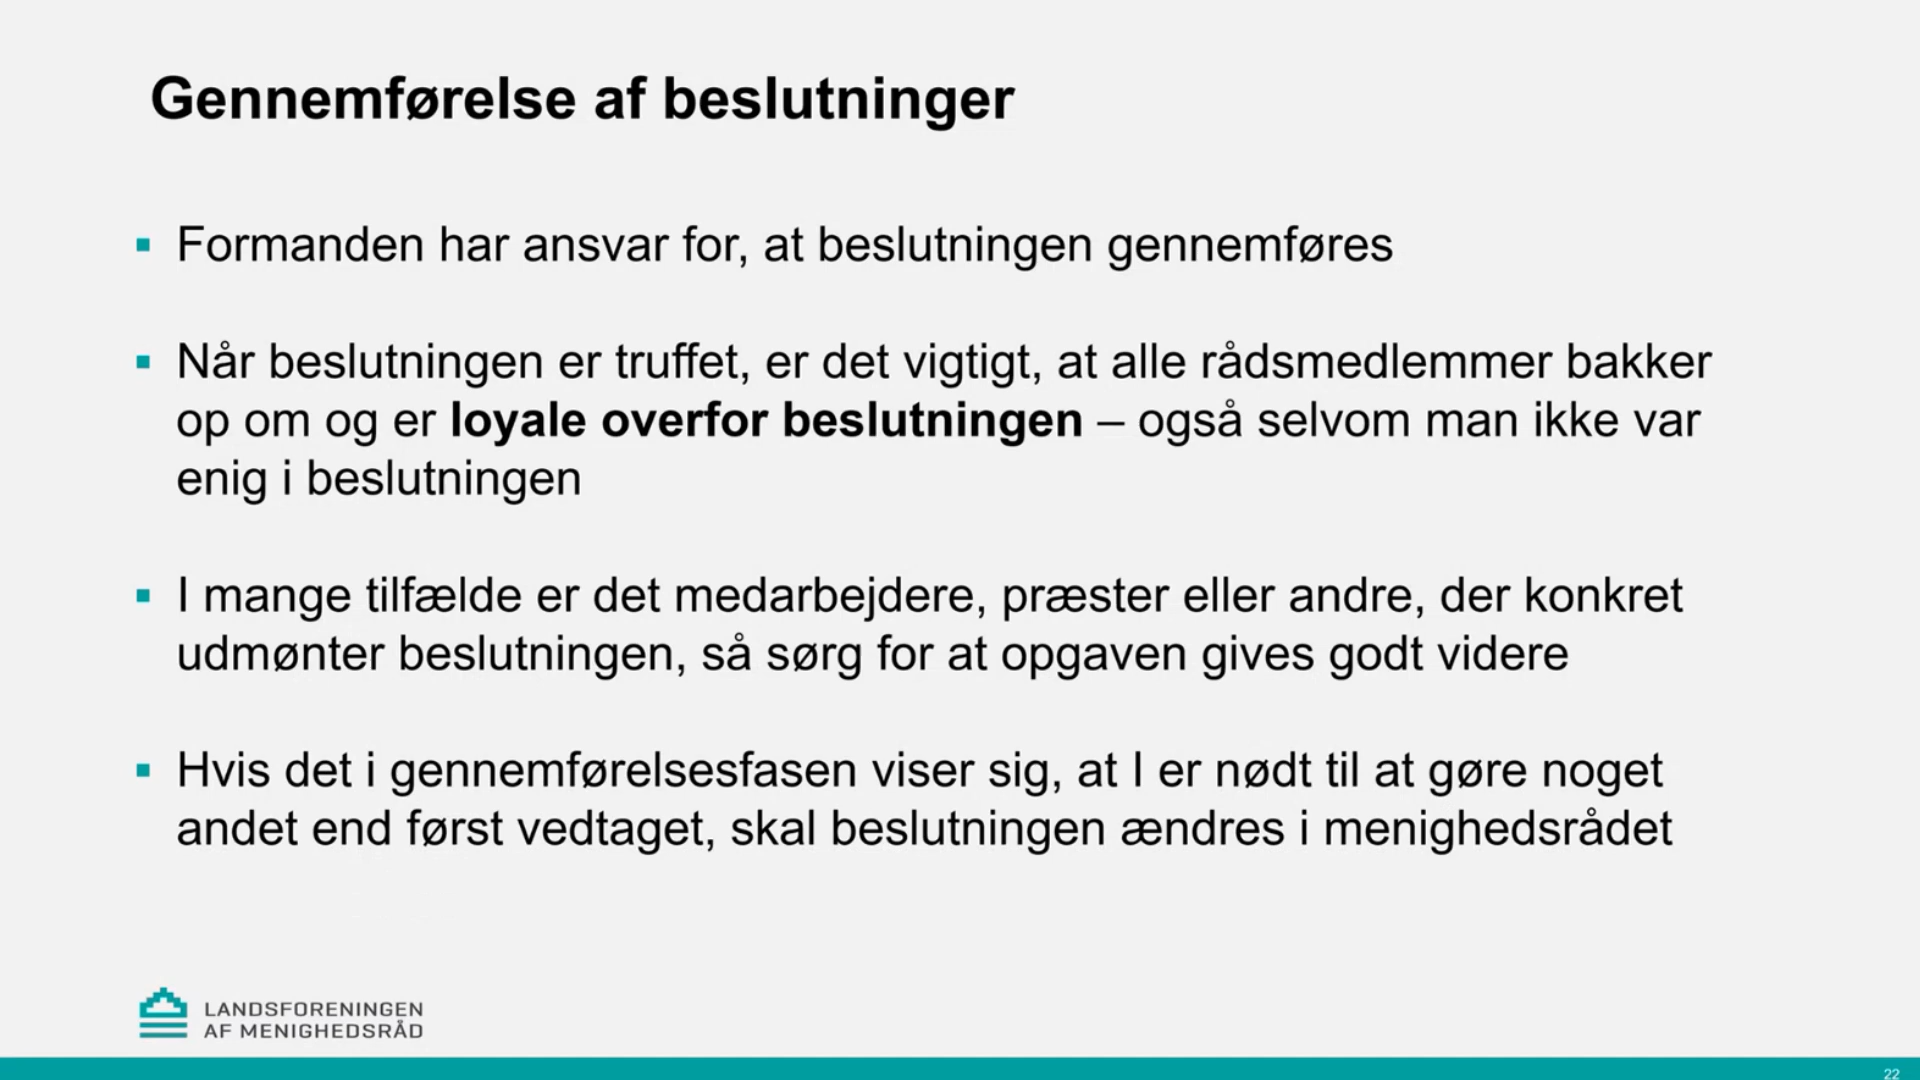 Gennemførelse af beslutninger
▪ Formanden har ansvar for, at beslutningen gennemføres
▪ Når beslutningen er truffet, er det vigtigt, at alle rådsmedlemmer bakker
op om og er loyale overfor beslutningen – også selvom man ikke var
enig i beslutningen
▪ I mange tilfælde er det medarbejdere, præster eller andre, der konkret
udmønter beslutningen, så sørg for at opgaven gives godt videre
▪ Hvis det i gennemførelsesfasen viser sig, at I er nødt til at gøre noget
andet end først vedtaget, skal beslutningen ændres i menighedsrådet
LANDSFORENINGEN
AF MENIGHEDSRÅD
22